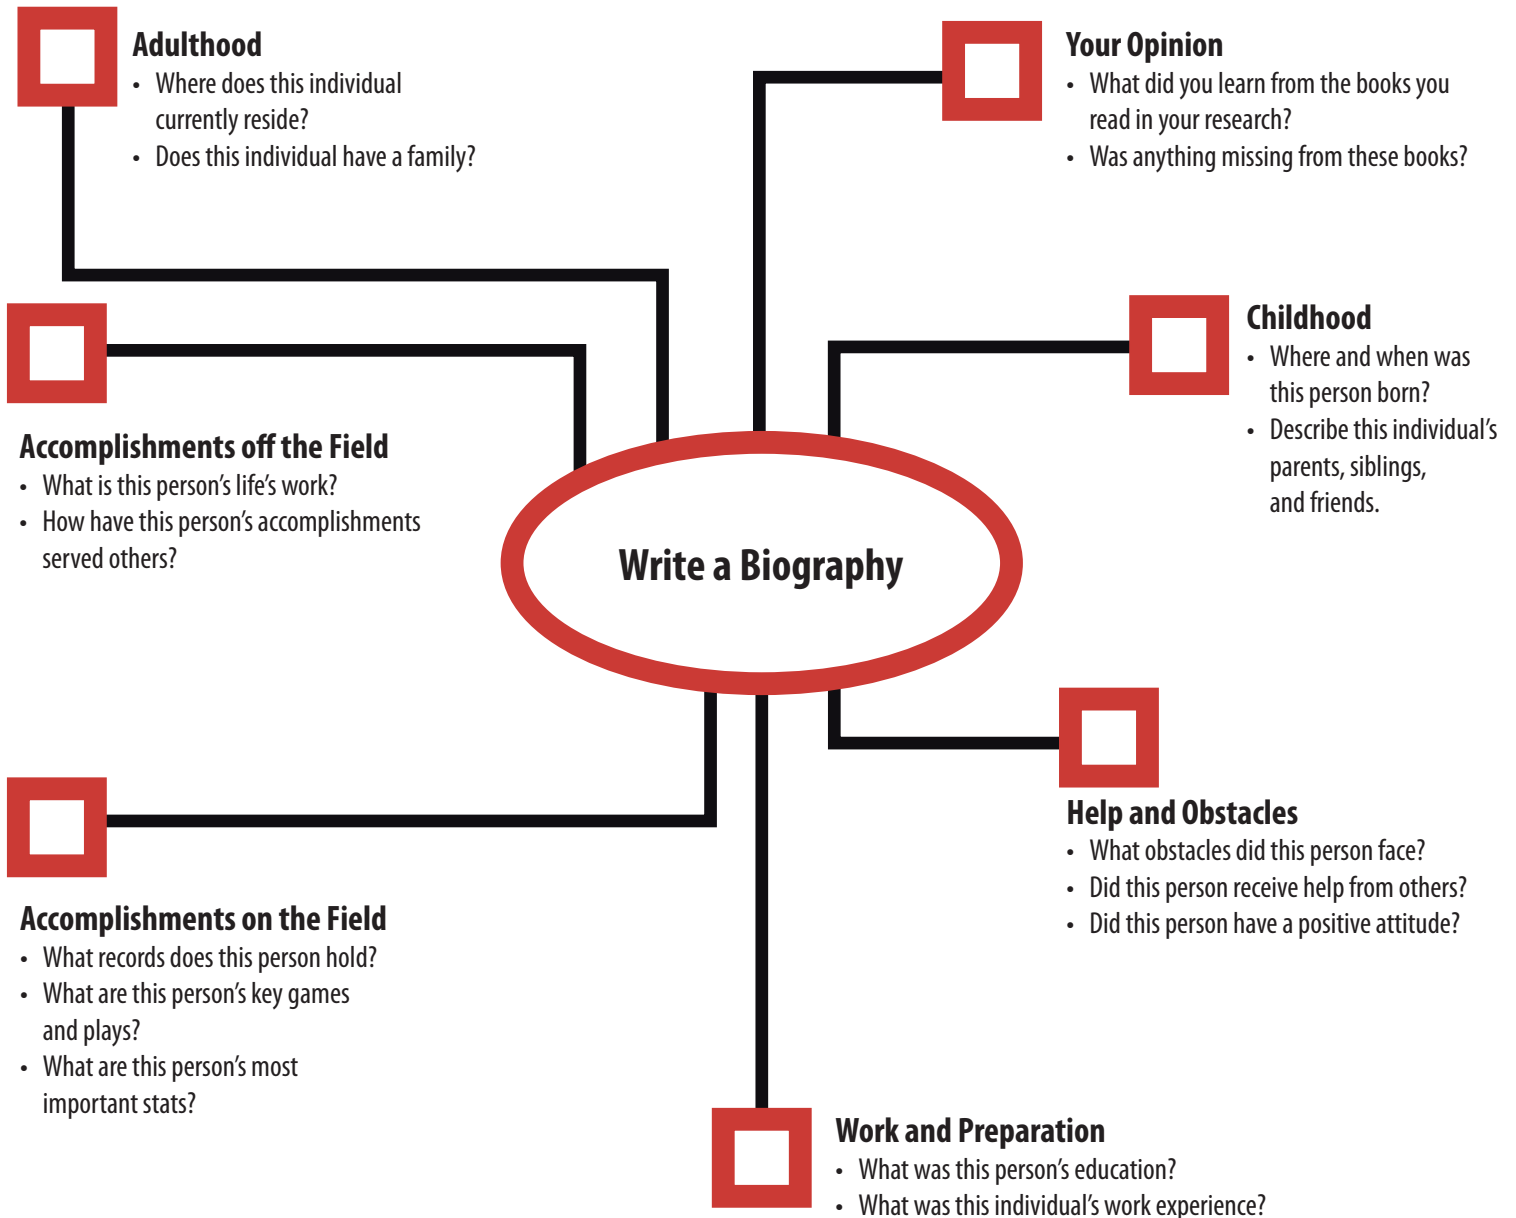 Adulthood
• Where does this individual
currently reside?
• Does this individual have a family?
Your Opinion
• What did you learn from the books you
read in your research?
• Was anything missing from these books?
Childhood
• Where and when was
this person born?
• Describe this individual’s
parents, siblings,
and friends.
Accomplishments off the Field
• What is this person’s life’s work?
• How have this person’s accomplishments
served others?
Write a Biography
Help and Obstacles
• What obstacles did this person face?
• Did this person receive help from others?
• Did this person have a positive attitude?
Accomplishments on the Field
• What records does this person hold?
• What are this person’s key games
and plays?
• What are this person’s most
important stats?
Work and Preparation
• What was this person’s education?
• What was this individual’s work experience?